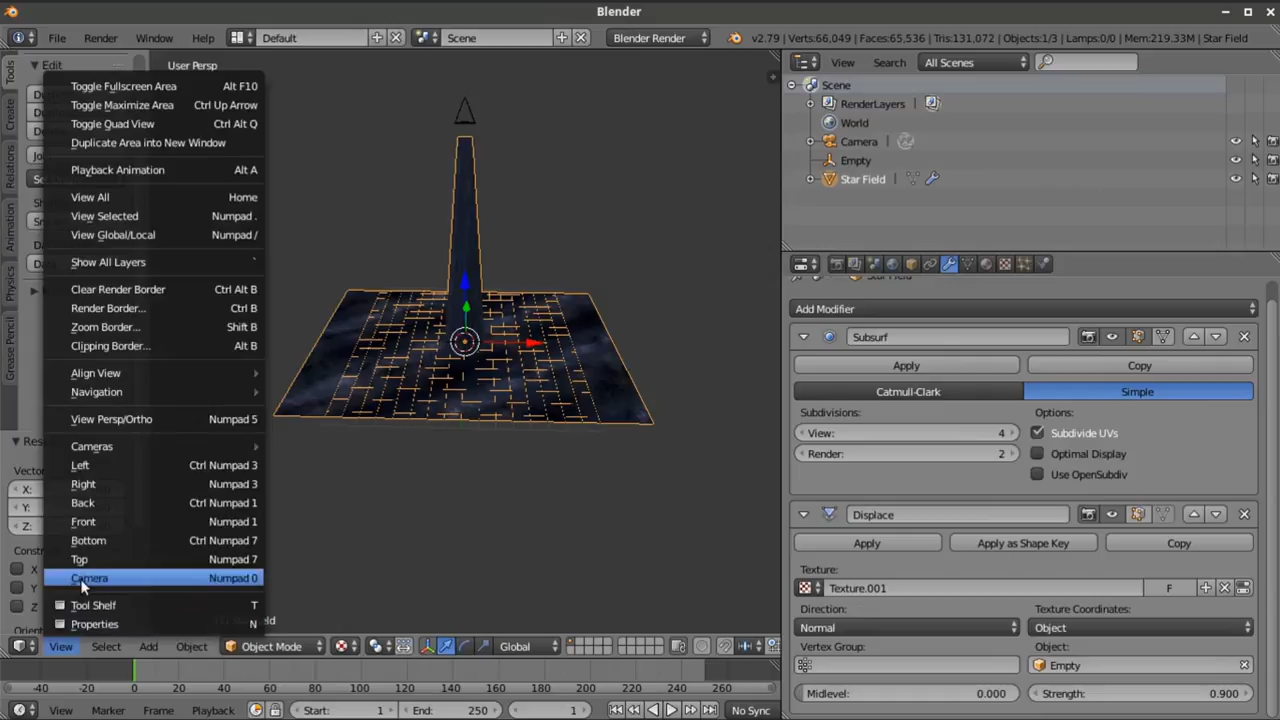 Blender
File Render Window Help Default Scene Blender Render v2.79 | Verts:66,049 | Faces:65,536 | Tris:131,072 | Objects:1/3 | Lamps:0/0 | Mem:219.33M | Star Field
Tools
Create
Relations
Animation
Physics
Grease Pencil
Edit
User Persp
Toggle Fullscreen Area Alt F10
Toggle Maximize Area Ctrl Up Arrow
Toggle Quad View Ctrl Alt Q
Duplicate Area into New Window
Playback Animation Alt A
View All Home
View Selected Numpad .
View Global/Local Numpad /
Show All Layers `
Clear Render Border Ctrl Alt B
Render Border... Ctrl B
Zoom Border... Shift B
Clipping Border... Alt B
Align View
Navigation
View Persp/Ortho Numpad 5
Cameras
Left Ctrl Numpad 3
Right Numpad 3
Back Ctrl Numpad 1
Front Numpad 1
Bottom Ctrl Numpad 7
Top Numpad 7
Camera Numpad 0
Tool Shelf T
Properties N
Vector
X:
Y:
Z:
X
Y
Z
View Select Add Object Object Mode Global
-40 -20 0 20 40 60 80 100 120 140 160 180 200 220 240 260
View Marker Frame Playback Start: 1 End: 250 1 No Sync
View Search All Scenes
Scene
RenderLayers
World
Camera
Empty
Star Field
Star Field
Add Modifier
Subsurf
Apply Copy
Catmull-Clark Simple
Subdivisions: Options:
View: 4 Subdivide UVs
Render: 2 Optimal Display
Use OpenSubdiv
Displace
Apply Apply as Shape Key Copy
Texture:
Texture.001 F
Direction: Texture Coordinates:
Normal Object
Vertex Group: Object:
Empty
Midlevel: 0.000 Strength: 0.900